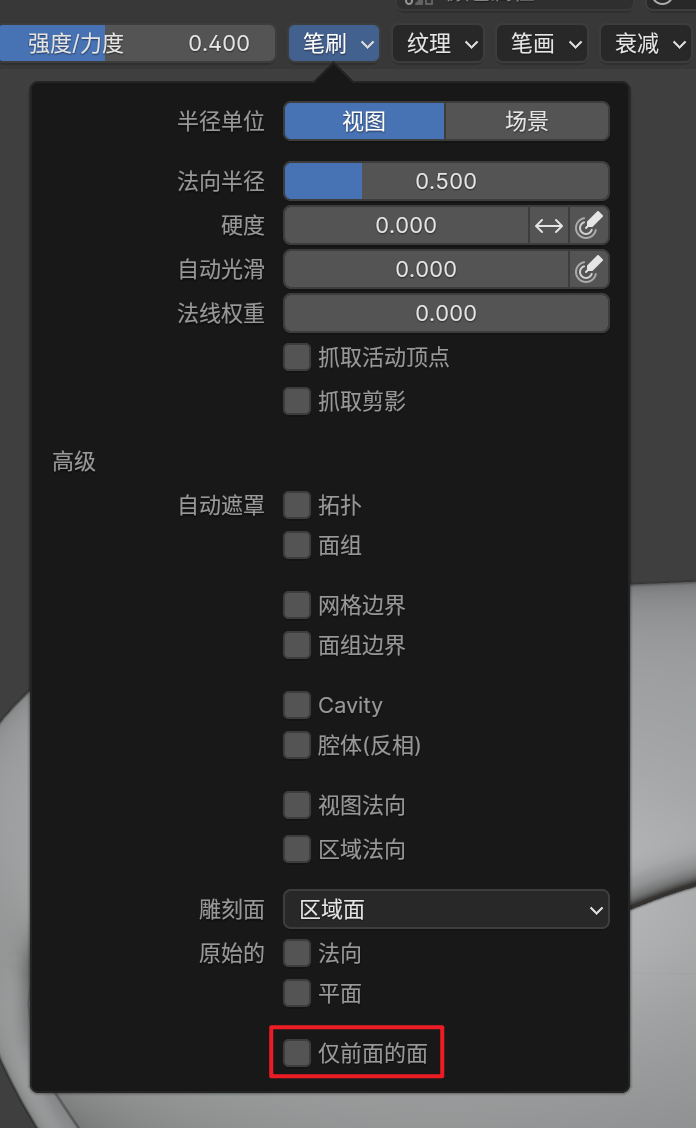 强度/力度 0.400 笔刷 纹理 笔画 衰减
半径单位 视图 场景
法向半径 0.500
硬度 0.000
自动光滑 0.000
法线权重 0.000
抓取活动顶点
抓取剪影
高级
自动遮罩 拓扑
面组
网格边界
面组边界
Cavity
腔体(反相)
视图法向
区域法向
雕刻面 区域面
原始的 法向
平面
仅前面的面